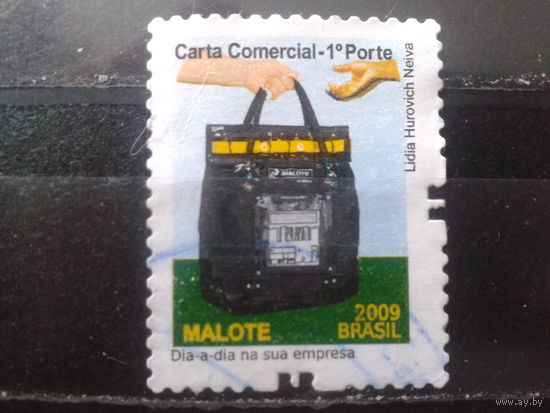 Carta Comercial-1º Porte
Lidia Hurovich Neiva
MALOTE
MALOTE
2009
BRASIL
Dia-a-dia na sua empresa
www.ay.by